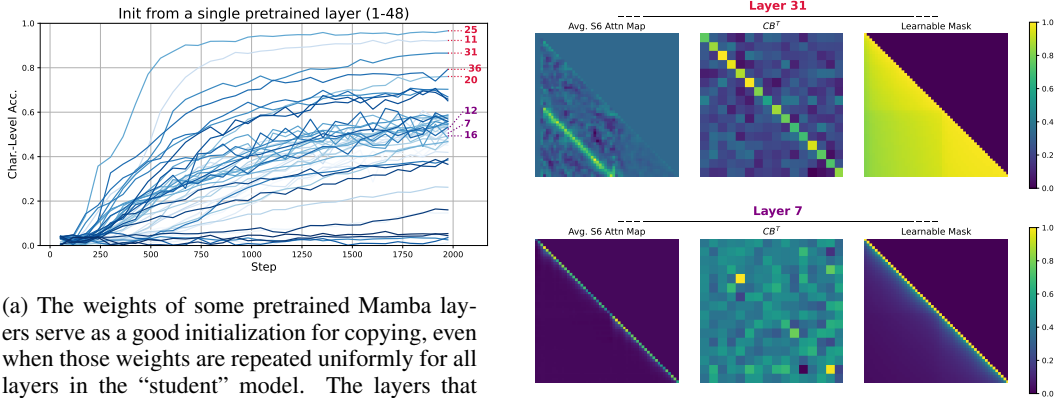 Init from a single pretrained layer (1-48)
Char.-Level Acc.
1.0
0.8
0.6
0.4
0.2
0.0
0 250 500 750 1000 1250 1500 1750 2000
Step
25
11
31
36
20
12
7
16
(a) The weights of some pretrained Mamba lay-
ers serve as a good initialization for copying, even
when those weights are repeated uniformly for all
layers in the “student” model. The layers that
Layer 31
Avg. S6 Attn Map CBᵀ Learnable Mask
1.0
0.8
0.6
0.4
0.2
0.0
Layer 7
Avg. S6 Attn Map CBᵀ Learnable Mask
1.0
0.8
0.6
0.4
0.2
0.0